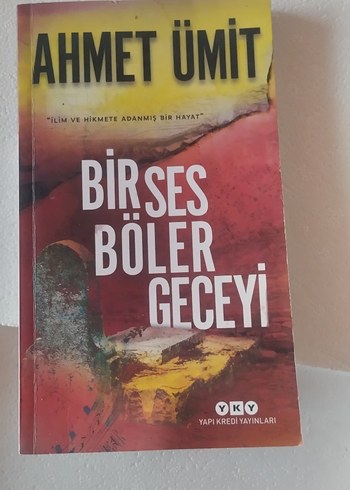 AHMET ÜMİT
"İLİM VE HİKMETE ADANMIŞ BİR HAYAT"
BİR SES
BÖLER
GECEYİ
YKY
YAPI KREDİ YAYINLARI